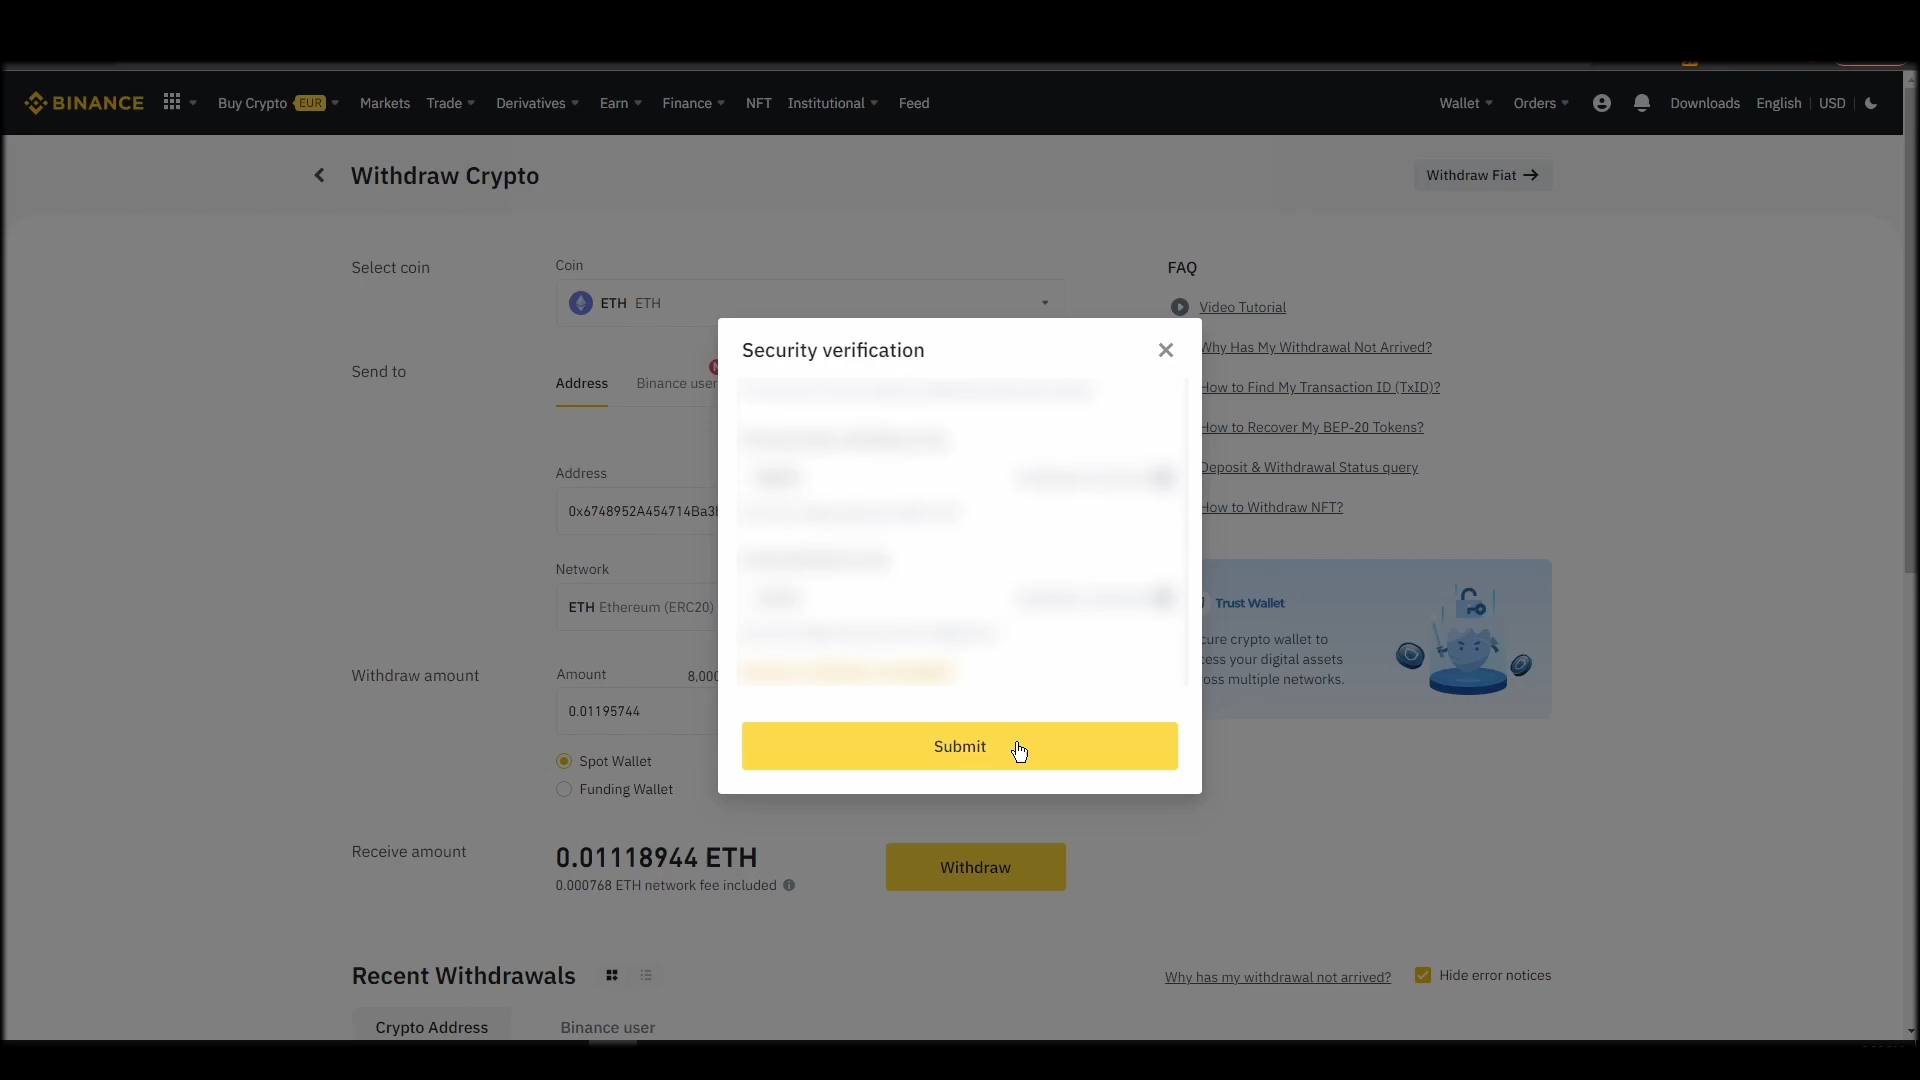 BINANCE
Buy Crypto EUR Markets Trade Derivatives Earn Finance NFT Institutional Feed Wallet Orders Downloads English USD
Withdraw Crypto
Withdraw Fiat
Select coin
Coin
ETH ETH
FAQ
Video Tutorial
Why Has My Withdrawal Not Arrived?
How to Find My Transaction ID (TxID)?
How to Recover My BEP-20 Tokens?
Deposit & Withdrawal Status query
How to Withdraw NFT?
Send to
Address Binance user
Address
0x6748952A454714Ba3
Network
ETH Ethereum (ERC20)
Security verification
Submit
Trust Wallet
cure crypto wallet to
cess your digital assets
oss multiple networks.
Withdraw amount
Amount 8,000
0.01195744
Spot Wallet
Funding Wallet
Receive amount
0.01118944 ETH
0.000768 ETH network fee included
Withdraw
Recent Withdrawals
Why has my withdrawal not arrived?
Hide error notices
Crypto Address
Binance user